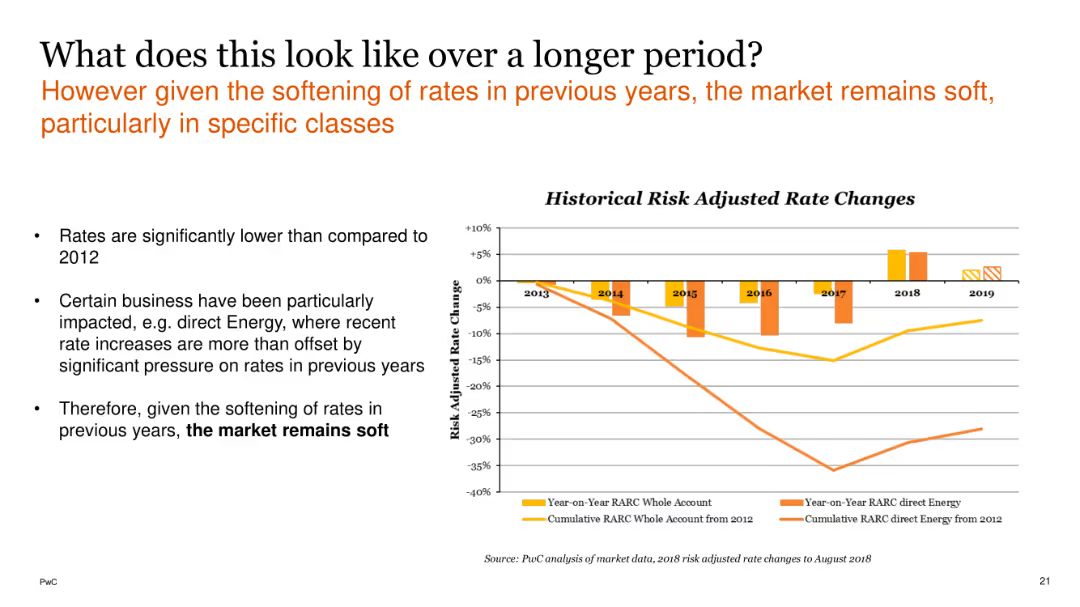 What does this look like over a longer period?
However given the softening of rates in previous years, the market remains soft,
particularly in specific classes
• Rates are significantly lower than compared to
2012
• Certain business have been particularly
impacted, e.g. direct Energy, where recent
rate increases are more than offset by
significant pressure on rates in previous years
• Therefore, given the softening of rates in
previous years, the market remains soft
Historical Risk Adjusted Rate Changes
Risk Adjusted Rate Change
+10%
+5%
0%
-5%
-10%
-15%
-20%
-25%
-30%
-35%
-40%
2013 2014 2015 2016 2017 2018 2019
Year-on-Year RARC Whole Account Year-on-Year RARC direct Energy
Cumulative RARC Whole Account from 2012 Cumulative RARC direct Energy from 2012
Source: PwC analysis of market data, 2018 risk adjusted rate changes to August 2018
PwC 21